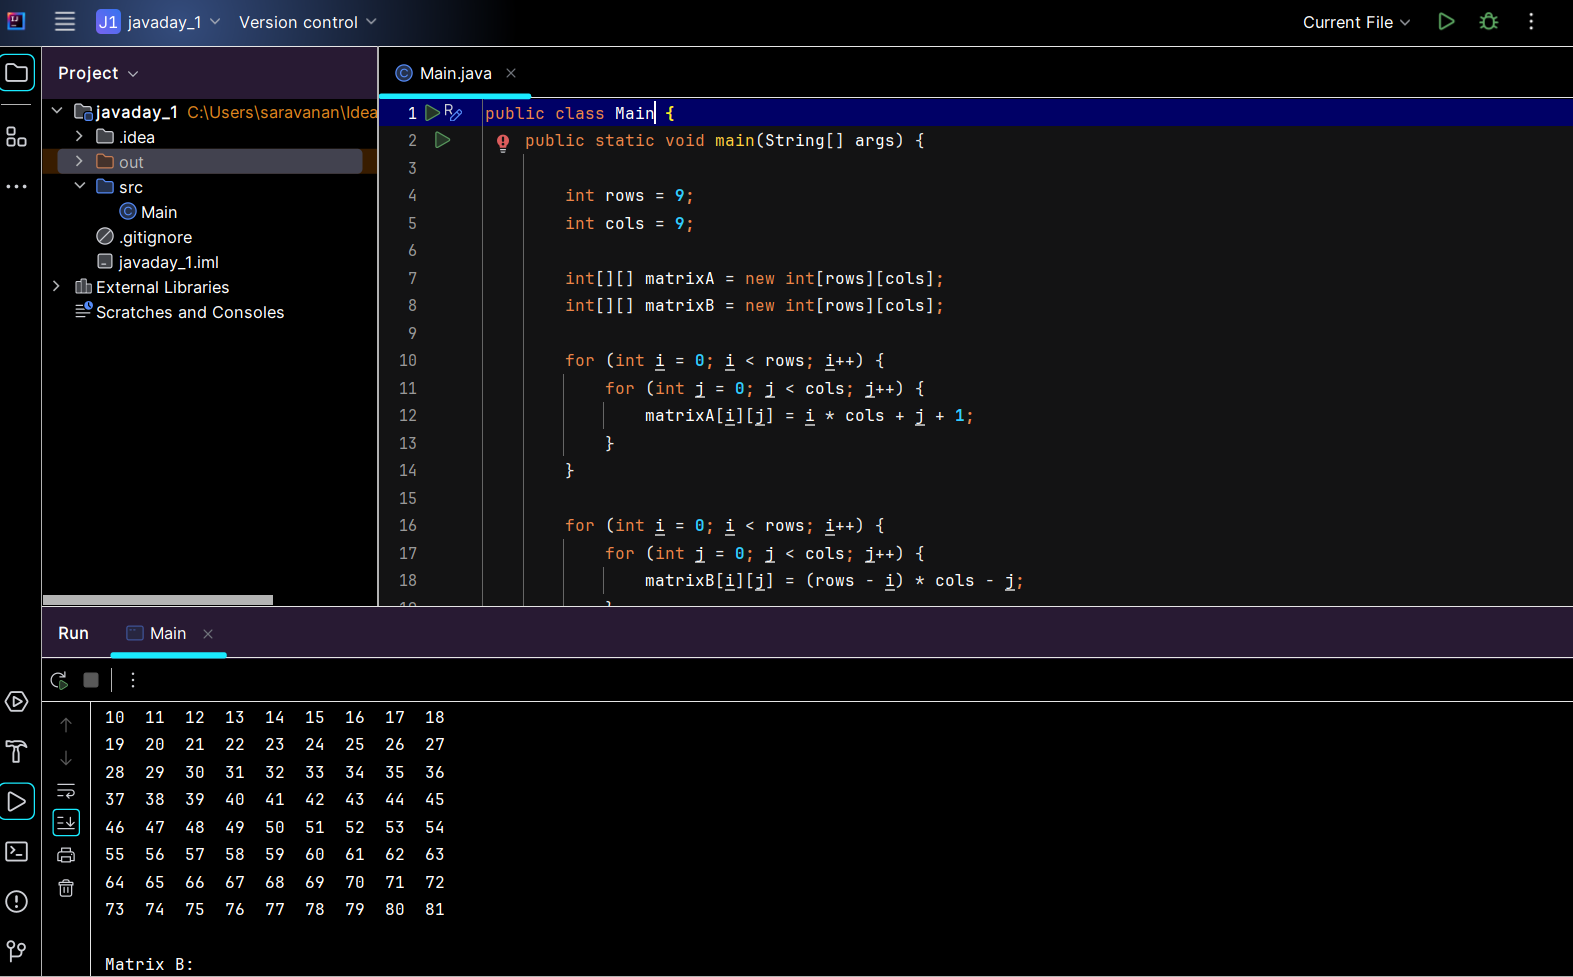 J1 javaday_1 Version control Current File
Project
javaday_1 C:\Users\saravanan\Idea
.idea
out
src
Main
.gitignore
javaday_1.iml
External Libraries
Scratches and Consoles
Main.java
1 public class Main {
2 public static void main(String[] args) {
3
4 int rows = 9;
5 int cols = 9;
6
7 int[][] matrixA = new int[rows][cols];
8 int[][] matrixB = new int[rows][cols];
9
10 for (int i = 0; i < rows; i++) {
11 for (int j = 0; j < cols; j++) {
12 matrixA[i][j] = i * cols + j + 1;
13 }
14 }
15
16 for (int i = 0; i < rows; i++) {
17 for (int j = 0; j < cols; j++) {
18 matrixB[i][j] = (rows - i) * cols - j;
Run Main
10 11 12 13 14 15 16 17 18
19 20 21 22 23 24 25 26 27
28 29 30 31 32 33 34 35 36
37 38 39 40 41 42 43 44 45
46 47 48 49 50 51 52 53 54
55 56 57 58 59 60 61 62 63
64 65 66 67 68 69 70 71 72
73 74 75 76 77 78 79 80 81
Matrix B: